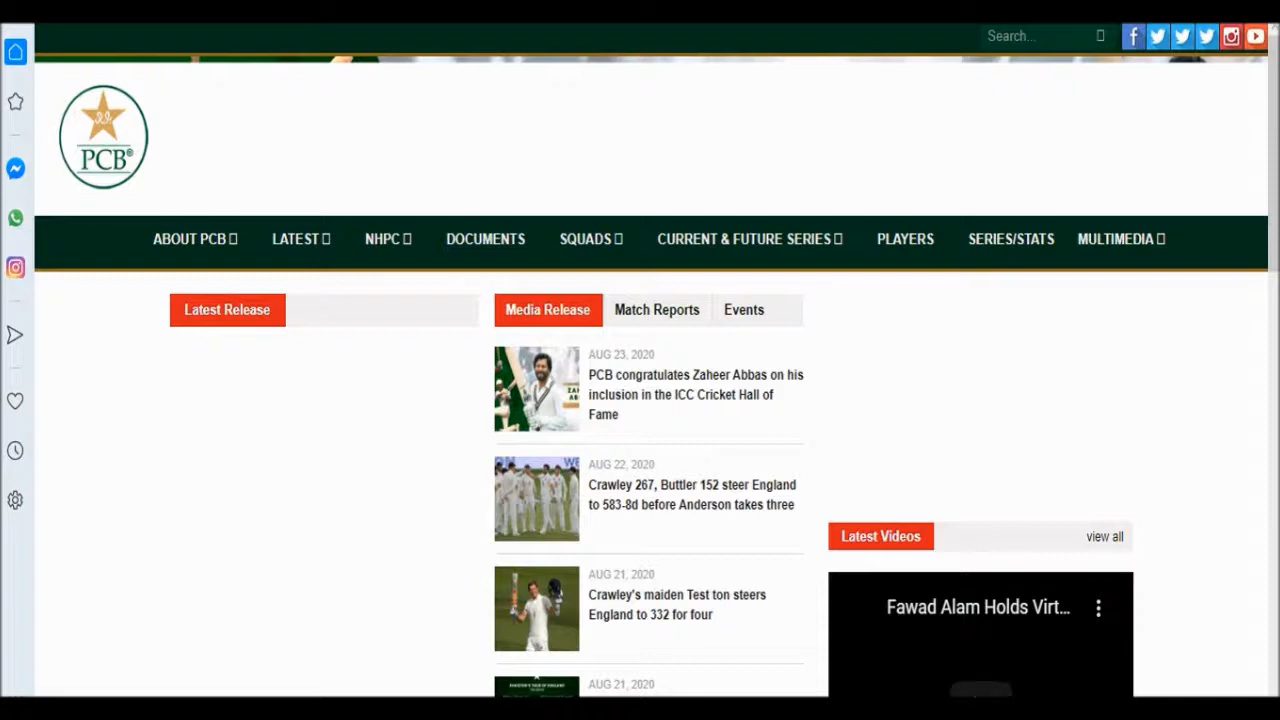 Search...
PCB®
ABOUT PCB LATEST NHPC DOCUMENTS SQUADS CURRENT & FUTURE SERIES PLAYERS SERIES/STATS MULTIMEDIA
Latest Release
Media Release Match Reports Events
AUG 23, 2020
PCB congratulates Zaheer Abbas on his
inclusion in the ICC Cricket Hall of
Fame
AUG 22, 2020
Crawley 267, Buttler 152 steer England
to 583-8d before Anderson takes three
AUG 21, 2020
Crawley's maiden Test ton steers
England to 332 for four
AUG 21, 2020
Latest Videos view all
Fawad Alam Holds Virt...